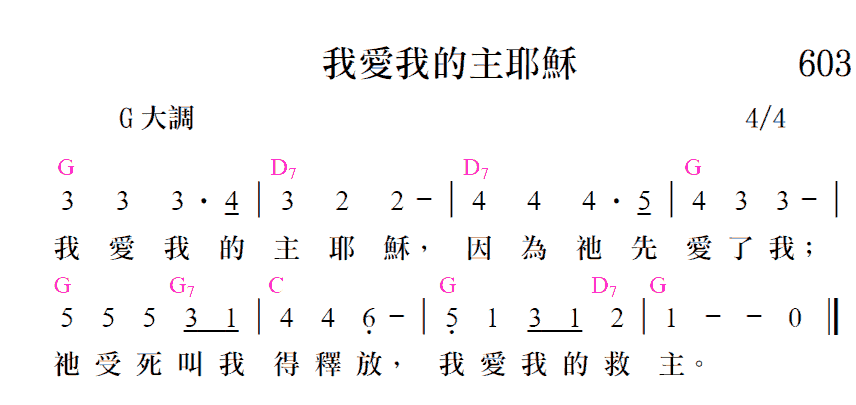 我愛我的主耶穌 603
G 大調 4/4
G D7 D7 G
3 3 3 · 4 | 3 2 2 – | 4 4 4 · 5 | 4 3 3 – |
我 愛 我 的 主 耶 穌， 因 為 祂 先 愛 了 我；
G G7 C G D7 G
5 5 5 3 1 | 4 4 6̣ – | 5̣ 1 3 1 2 | 1 – – 0 ‖
祂 受 死 叫 我 得 釋 放， 我 愛 我 的 救 主。